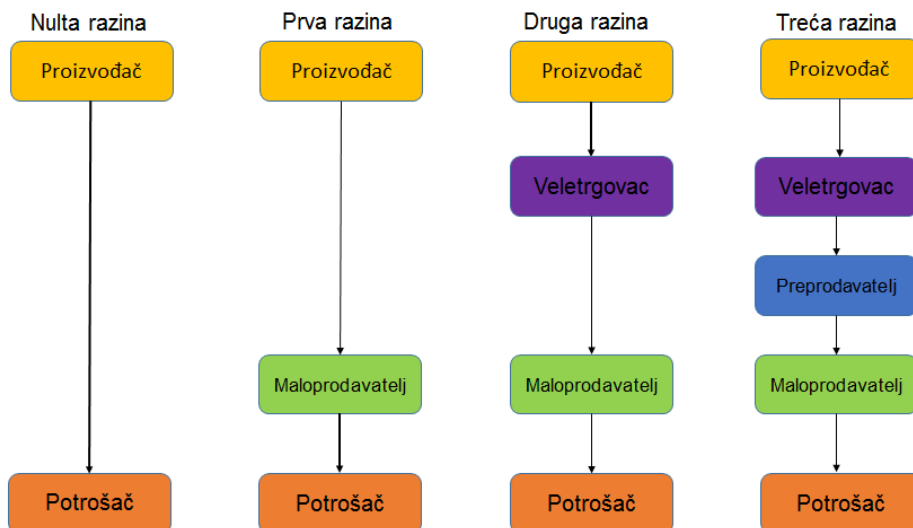 Nulta razina
Prva razina
Druga razina
Treća razina
Proizvođač
Proizvođač
Proizvođač
Proizvođač
Veletrgovac
Veletrgovac
Preprodavatelj
Maloprodavatelj
Maloprodavatelj
Maloprodavatelj
Potrošač
Potrošač
Potrošač
Potrošač